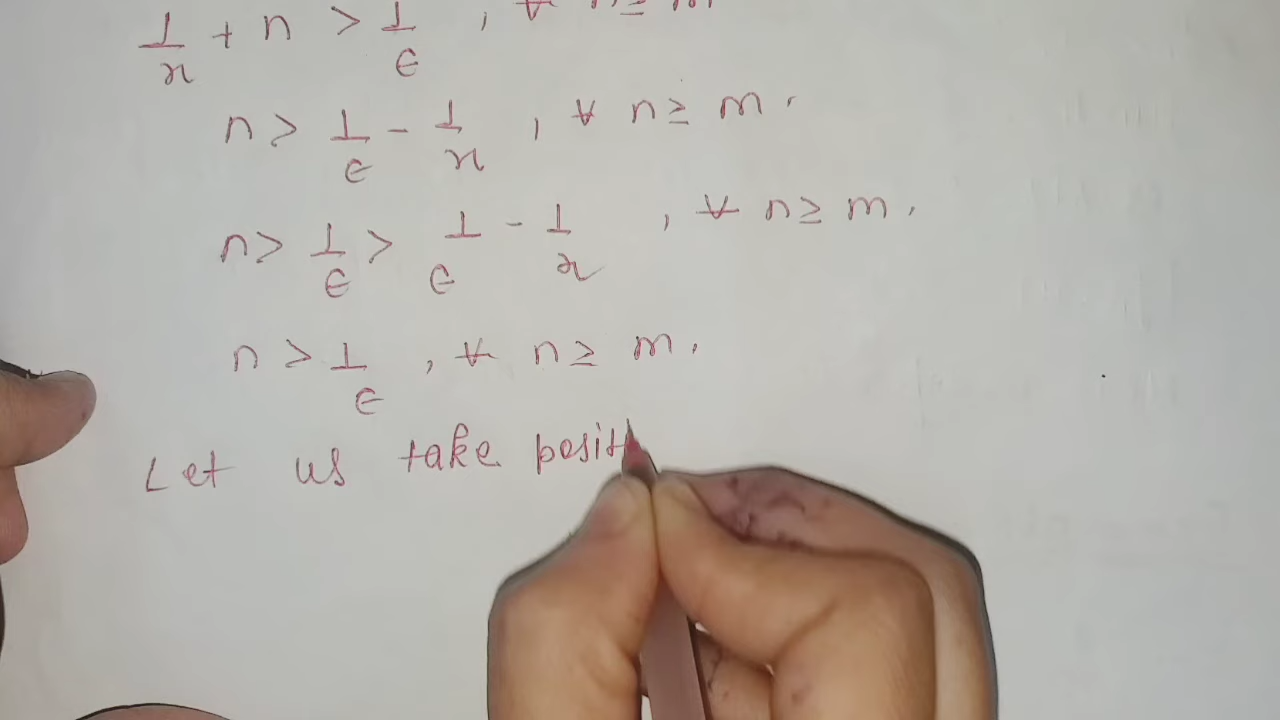 1/x + n > 1/ε , ∀ n ≥ m
n > 1/ε - 1/x , ∀ n ≥ m .
n > 1/ε > 1/ε - 1/x , ∀ n ≥ m .
n > 1/ε , ∀ n ≥ m .
Let us take posit